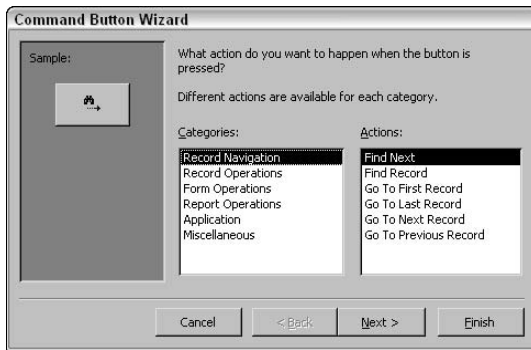 Command Button Wizard
Sample:
What action do you want to happen when the button is
pressed?
Different actions are available for each category.
Categories:
Record Navigation
Record Operations
Form Operations
Report Operations
Application
Miscellaneous
Actions:
Find Next
Find Record
Go To First Record
Go To Last Record
Go To Next Record
Go To Previous Record
Cancel
< Back
Next >
Finish